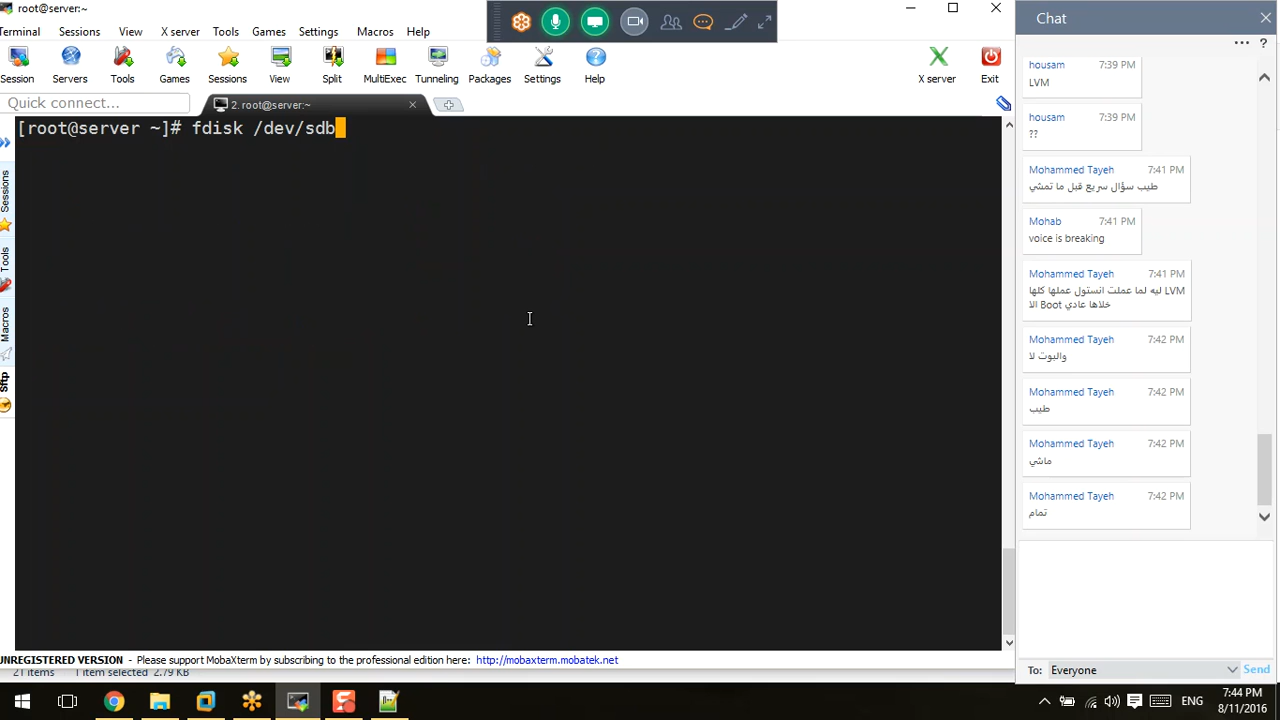 root@server:~
Terminal
Sessions
View
X server
Tools
Games
Settings
Macros
Help
Session
Servers
Tools
Games
Sessions
View
Split
MultiExec
Tunneling
Packages
Settings
Help
X server
Exit
Quick connect...
2. root@server:~
[root@server ~]# fdisk /dev/sdb
Sessions
Tools
Macros
Sftp
UNREGISTERED VERSION - Please support MobaXterm by subscribing to the professional edition here: http://mobaxterm.mobatek.net
21 items 1 item selected 2.79 KB
Chat
housam 7:39 PM
LVM
housam 7:39 PM
??
Mohammed Tayeh 7:41 PM
طيب سؤال سريع قبل ما تمشي
Mohab 7:41 PM
voice is breaking
Mohammed Tayeh 7:41 PM
LVM ليه لما عملت انستول عملها كلها
خلاها عادي Boot الا
Mohammed Tayeh 7:42 PM
والبوت لا
Mohammed Tayeh 7:42 PM
طيب
Mohammed Tayeh 7:42 PM
ماشي
Mohammed Tayeh 7:42 PM
تمام
To: Everyone Send
ENG
7:44 PM
8/11/2016